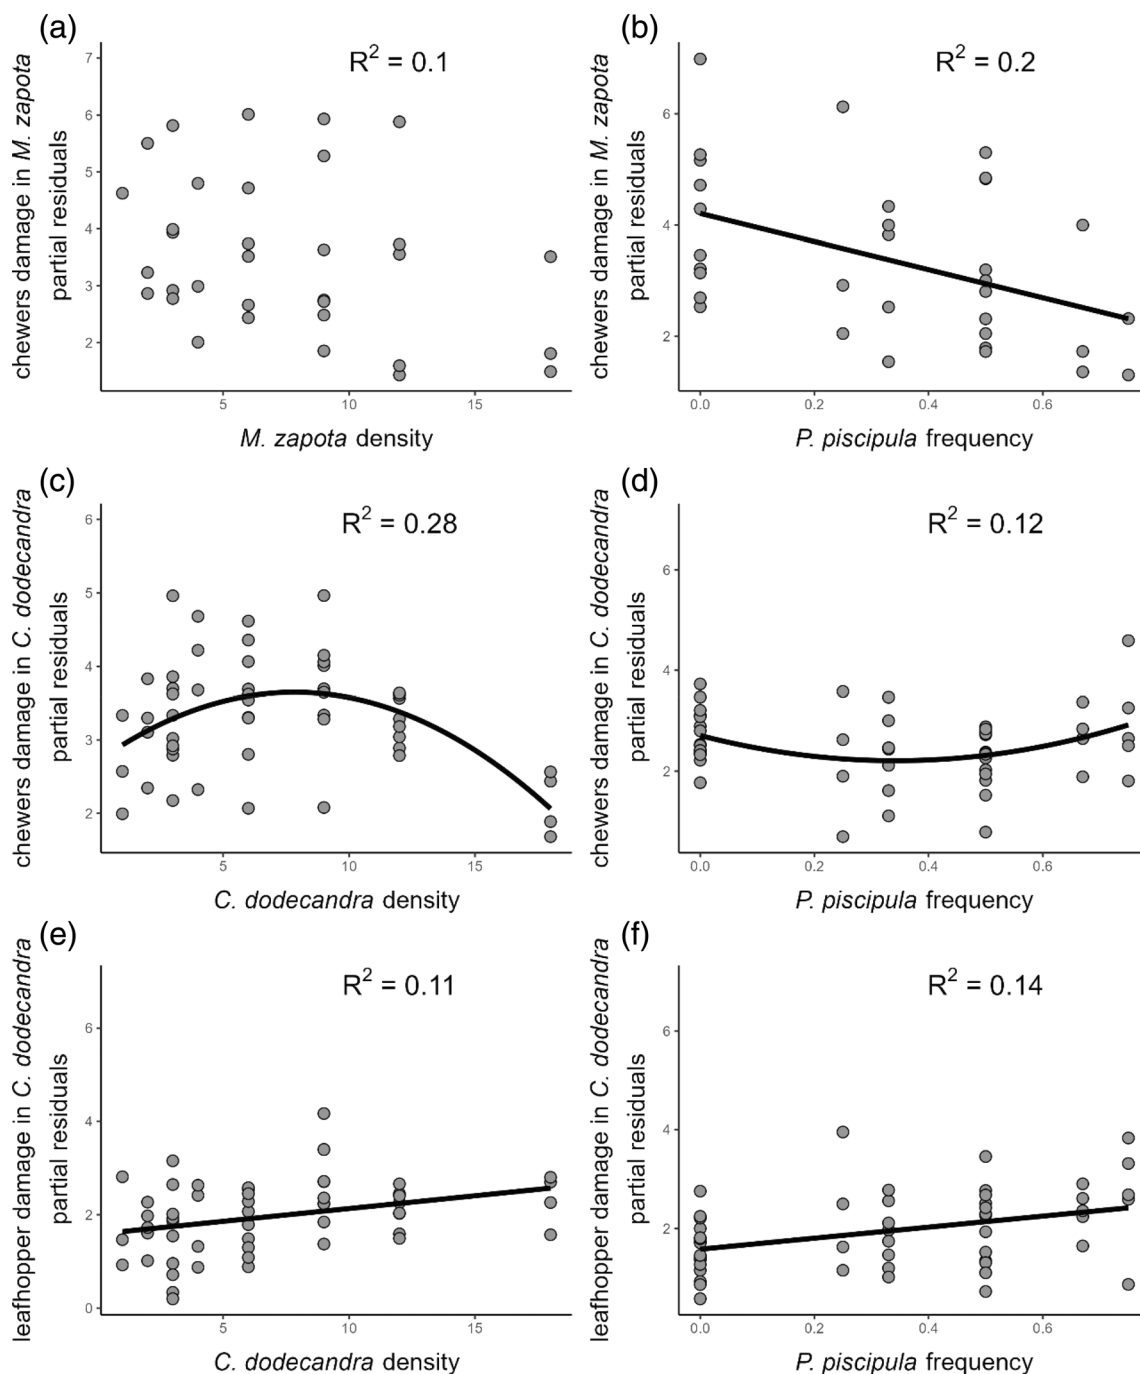 (a)
R² = 0.1
7
6
5
4
3
2
5
10
15
chewers damage in M. zapota
partial residuals
M. zapota density
(b)
R² = 0.2
6
4
2
0.0
0.2
0.4
0.6
chewers damage in M. zapota
partial residuals
P. piscipula frequency
(c)
R² = 0.28
6
5
4
3
2
5
10
15
chewers damage in C. dodecandra
partial residuals
C. dodecandra density
(d)
R² = 0.12
6
4
2
0.0
0.2
0.4
0.6
chewers damage in C. dodecandra
partial residuals
P. piscipula frequency
(e)
R² = 0.11
6
4
2
0
5
10
15
leafhopper damage in C. dodecandra
partial residuals
C. dodecandra density
(f)
R² = 0.14
6
4
2
0.0
0.2
0.4
0.6
leafhopper damage in C. dodecandra
partial residuals
P. piscipula frequency